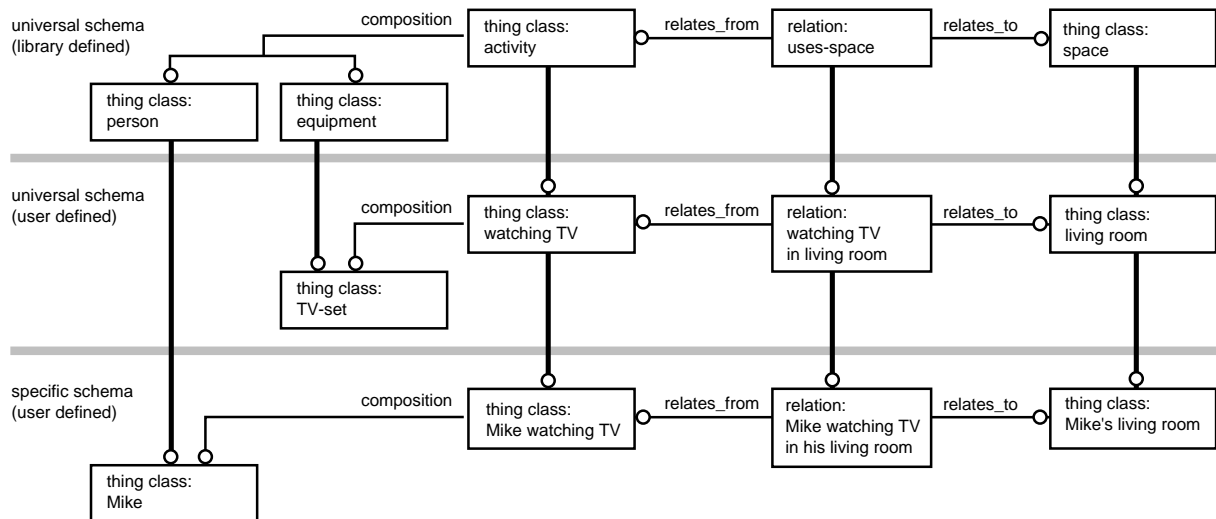 universal schema
(library defined)
composition
thing class:
activity
relates_from
relation:
uses-space
relates_to
thing class:
space
thing class:
person
thing class:
equipment
universal schema
(user defined)
composition
thing class:
watching TV
relates_from
relation:
watching TV
in living room
relates_to
thing class:
living room
thing class:
TV-set
specific schema
(user defined)
composition
thing class:
Mike watching TV
relates_from
relation:
Mike watching TV
in his living room
relates_to
thing class:
Mike's living room
thing class:
Mike